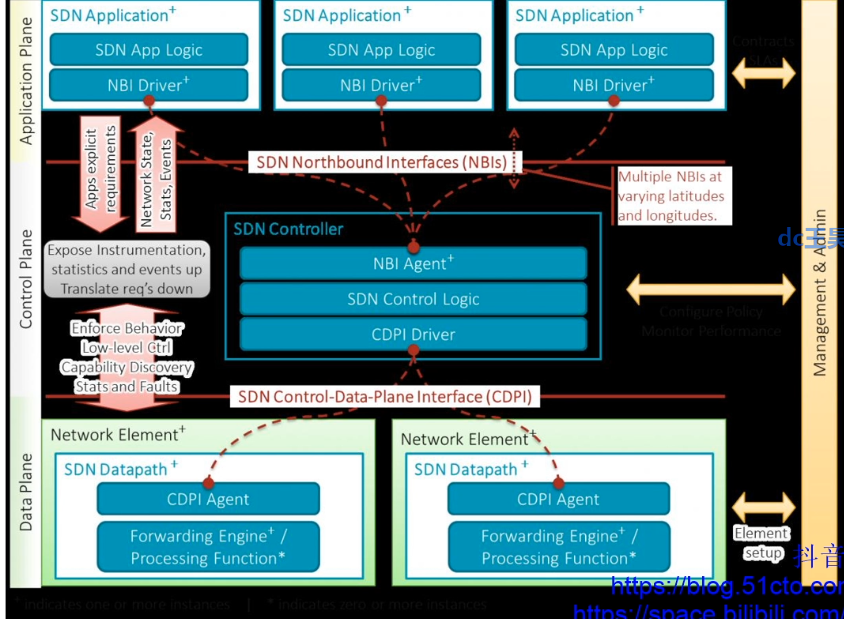 Application Plane
SDN Application+
SDN App Logic
NBI Driver+
SDN Application+
SDN App Logic
NBI Driver+
SDN Application+
SDN App Logic
NBI Driver+
Contracts
SLAs
Apps explicit
requirements
Network State,
Stats, Events
SDN Northbound Interfaces (NBIs)
Multiple NBIs at
varying latitudes
and longitudes.
Control Plane
Expose Instrumentation,
statistics and events up
Translate req's down
SDN Controller
NBI Agent+
SDN Control Logic
CDPI Driver
Configure Policy
Monitor Performance
Management & Admin
dc王昊
Enforce Behavior
Low-level Ctrl
Capability Discovery
Stats and Faults
SDN Control-Data-Plane Interface (CDPI)
Data Plane
Network Element+
SDN Datapath+
CDPI Agent
Forwarding Engine+ /
Processing Function*
Network Element+
SDN Datapath+
CDPI Agent
Forwarding Engine+ /
Processing Function*
Element
setup
抖音
https://blog.51cto.com
https://space.bilibili.com/
+ indicates one or more instances | * indicates zero or more instances